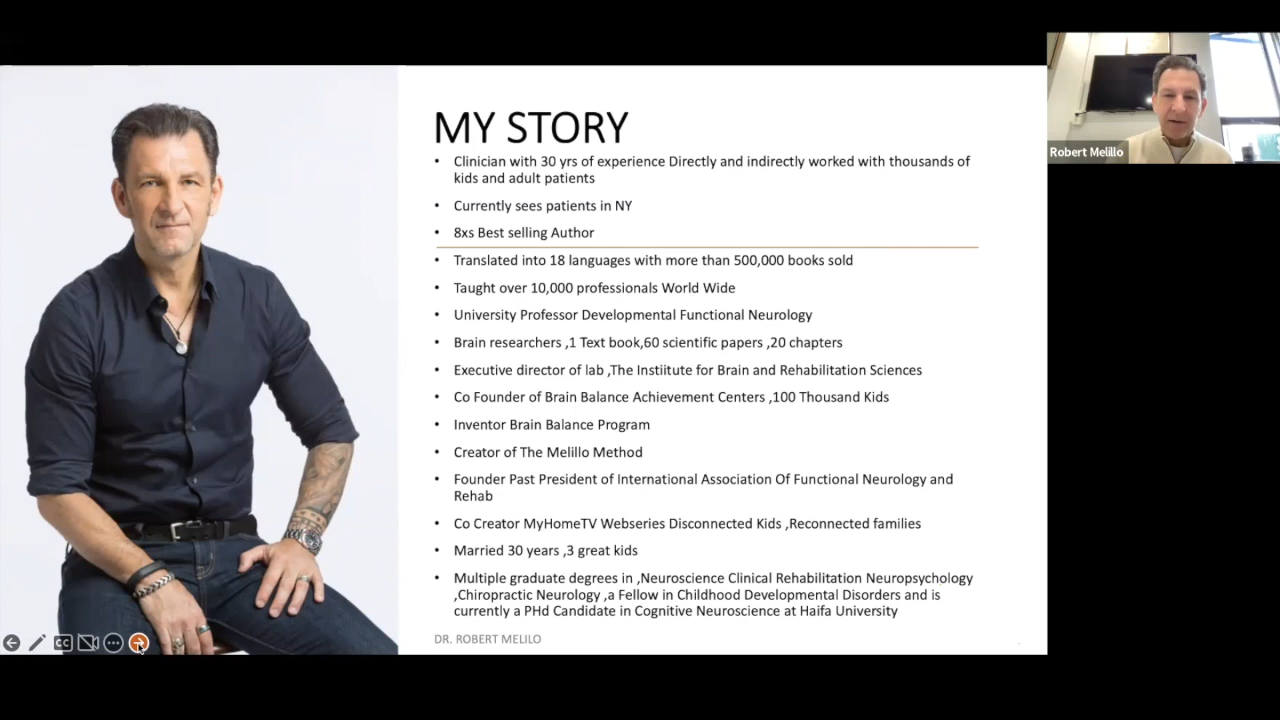 MY STORY
• Clinician with 30 yrs of experience Directly and indirectly worked with thousands of
kids and adult patients
• Currently sees patients in NY
• 8xs Best selling Author
• Translated into 18 languages with more than 500,000 books sold
• Taught over 10,000 professionals World Wide
• University Professor Developmental Functional Neurology
• Brain researchers ,1 Text book,60 scientific papers ,20 chapters
• Executive director of lab ,The Institute for Brain and Rehabilitation Sciences
• Co Founder of Brain Balance Achievement Centers ,100 Thousand Kids
• Inventor Brain Balance Program
• Creator of The Melillo Method
• Founder Past President of International Association Of Functional Neurology and
Rehab
• Co Creator MyHomeTV Webseries Disconnected Kids ,Reconnected families
• Married 30 years ,3 great kids
• Multiple graduate degrees in ,Neuroscience Clinical Rehabilitation Neuropsychology
,Chiropractic Neurology ,a Fellow in Childhood Developmental Disorders and is
currently a PHd Candidate in Cognitive Neuroscience at Haifa University
DR. ROBERT MELILO
CC
Robert Melillo